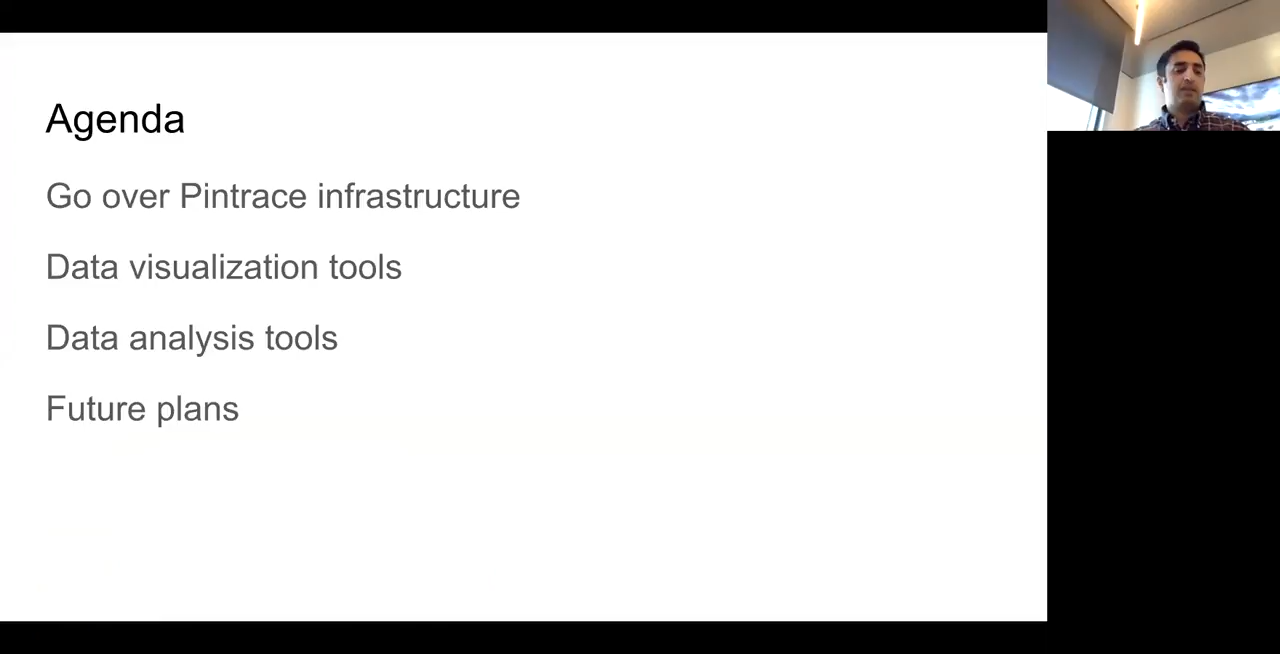 Agenda
Go over Pintrace infrastructure
Data visualization tools
Data analysis tools
Future plans